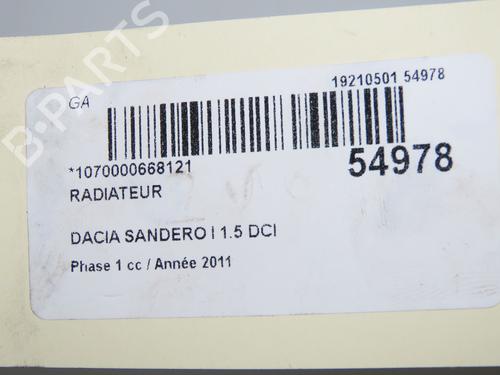 B-PARTS
GA
19210501 54978
*1070000668121
54978
RADIATEUR
DACIA SANDERO I 1.5 DCI
Phase 1 cc / Année 2011